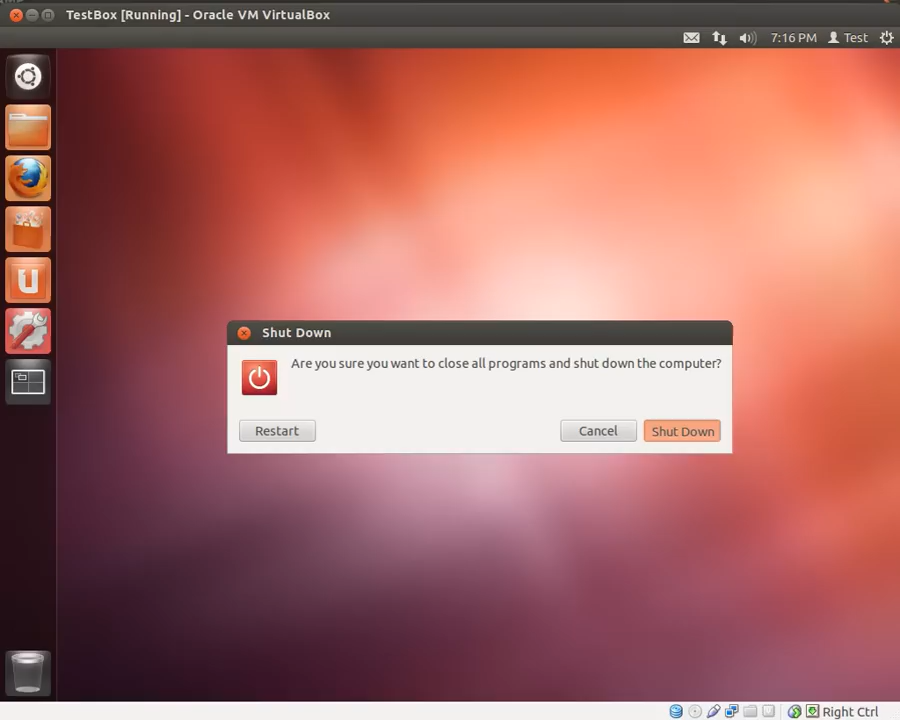 TestBox [Running] - Oracle VM VirtualBox
7:16 PM Test
Shut Down
Are you sure you want to close all programs and shut down the computer?
Restart Cancel Shut Down
Right Ctrl